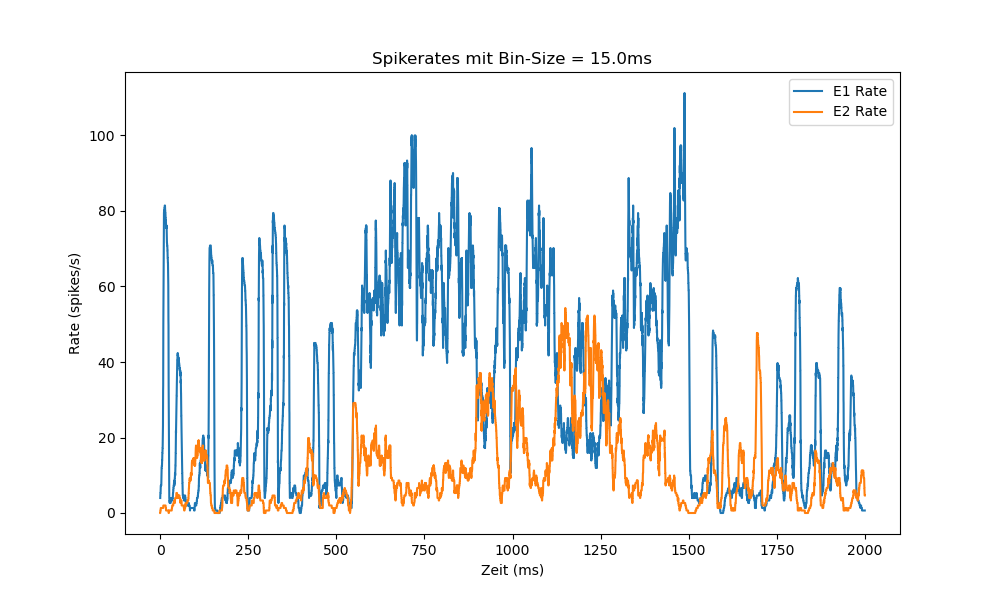 Spikerates mit Bin-Size = 15.0ms
E1 Rate
E2 Rate
100
80
60
40
20
0
Rate (spikes/s)
0 250 500 750 1000 1250 1500 1750 2000
Zeit (ms)